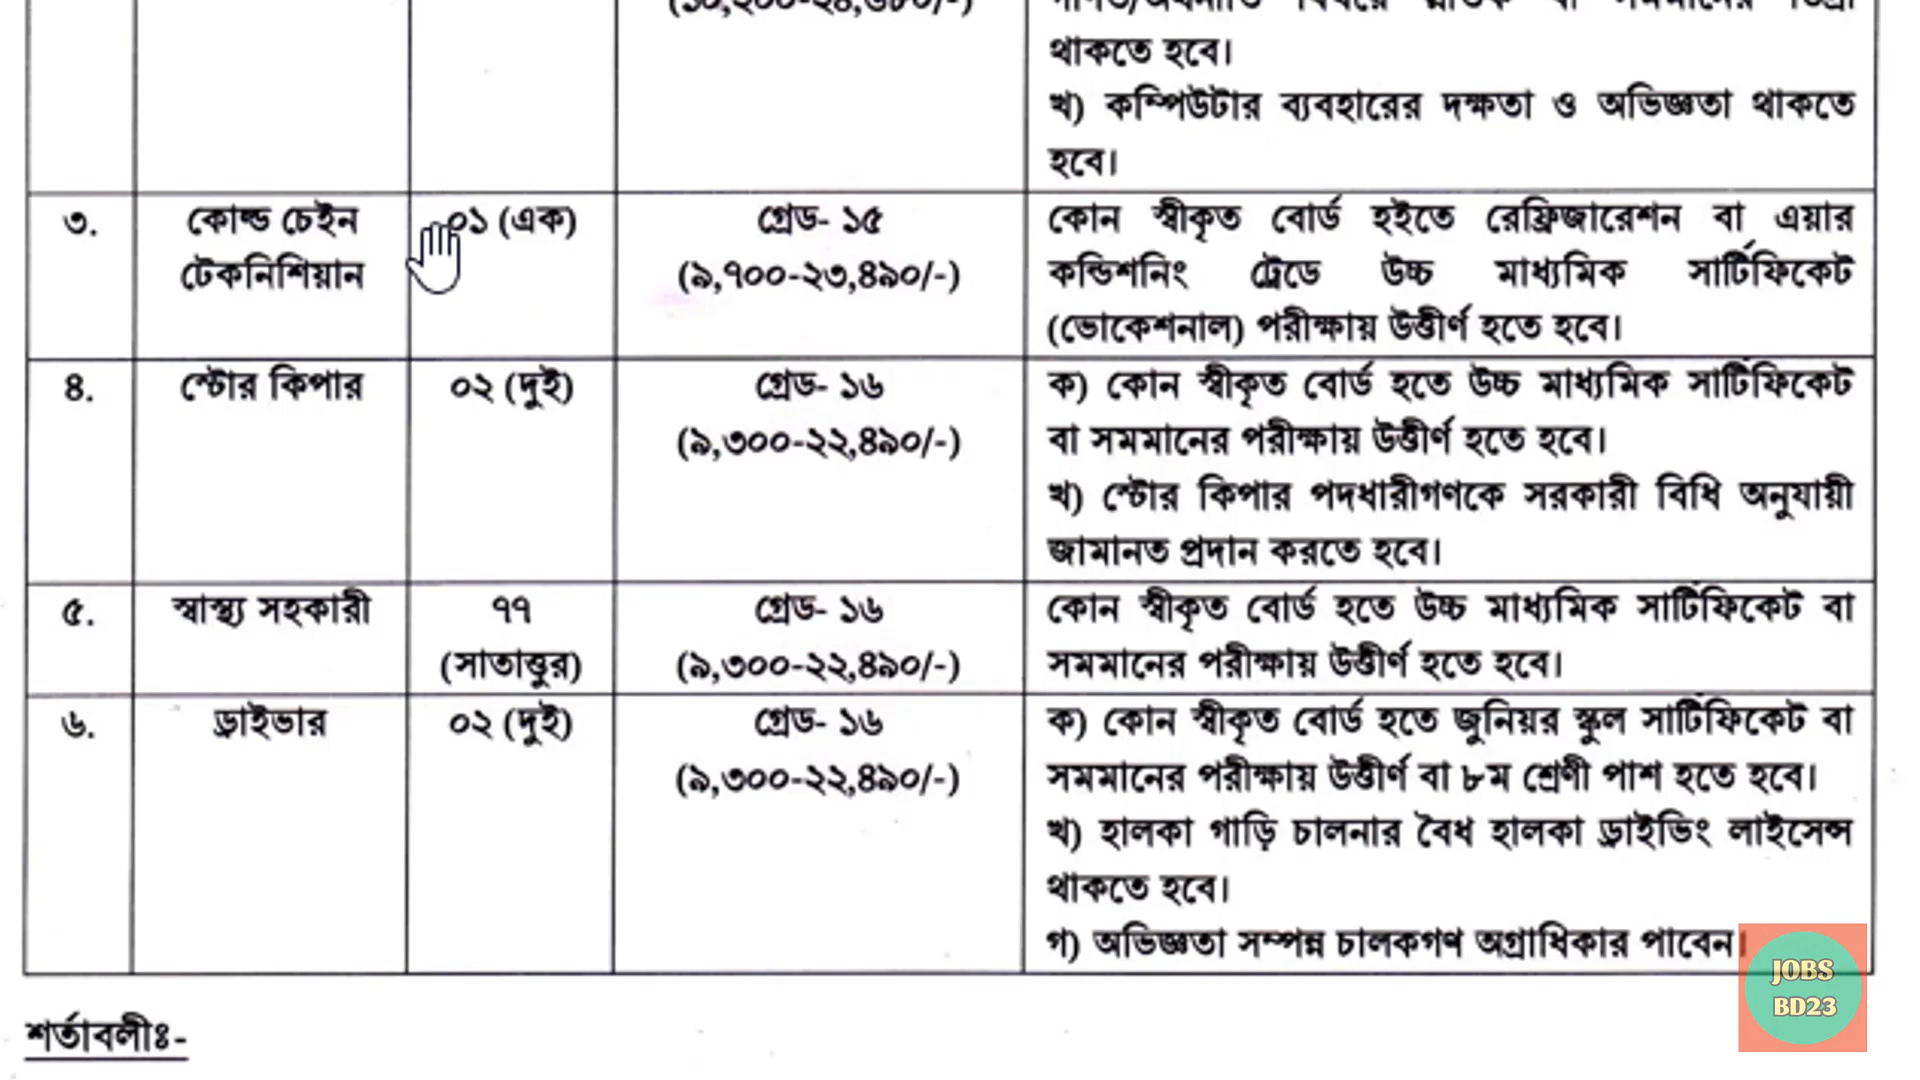 (১০,২০০-২৪,৬৮০/-)
থাকতে হবে।
খ) কম্পিউটার ব্যবহারের দক্ষতা ও অভিজ্ঞতা থাকতে
হবে।
৩.
কোল্ড চেইন
টেকনিশিয়ান
০১ (এক)
গ্রেড- ১৫
(৯,৭০০-২৩,৪৯০/-)
কোন স্বীকৃত বোর্ড হইতে রেফ্রিজারেশন বা এয়ার
কন্ডিশনিং ট্রেডে উচ্চ মাধ্যমিক সার্টিফিকেট
(ভোকেশনাল) পরীক্ষায় উত্তীর্ণ হতে হবে।
৪.
স্টোর কিপার
০২ (দুই)
গ্রেড- ১৬
(৯,৩০০-২২,৪৯০/-)
ক) কোন স্বীকৃত বোর্ড হতে উচ্চ মাধ্যমিক সার্টিফিকেট
বা সমমানের পরীক্ষায় উত্তীর্ণ হতে হবে।
খ) স্টোর কিপার পদধারীগণকে সরকারী বিধি অনুযায়ী
জামানত প্রদান করতে হবে।
৫.
স্বাস্থ্য সহকারী
৭৭
(সাতাত্তুর)
গ্রেড- ১৬
(৯,৩০০-২২,৪৯০/-)
কোন স্বীকৃত বোর্ড হতে উচ্চ মাধ্যমিক সার্টিফিকেট বা
সমমানের পরীক্ষায় উত্তীর্ণ হতে হবে।
৬.
ড্রাইভার
০২ (দুই)
গ্রেড- ১৬
(৯,৩০০-২২,৪৯০/-)
ক) কোন স্বীকৃত বোর্ড হতে জুনিয়র স্কুল সার্টিফিকেট বা
সমমানের পরীক্ষায় উত্তীর্ণ বা ৮ম শ্রেণী পাশ হতে হবে।
খ) হালকা গাড়ি চালনার বৈধ হালকা ড্রাইভিং লাইসেন্স
থাকতে হবে।
গ) অভিজ্ঞতা সম্পন্ন চালকগণ অগ্রাধিকার পাবেন।
শর্তাবলীঃ-
JOBS
BD23